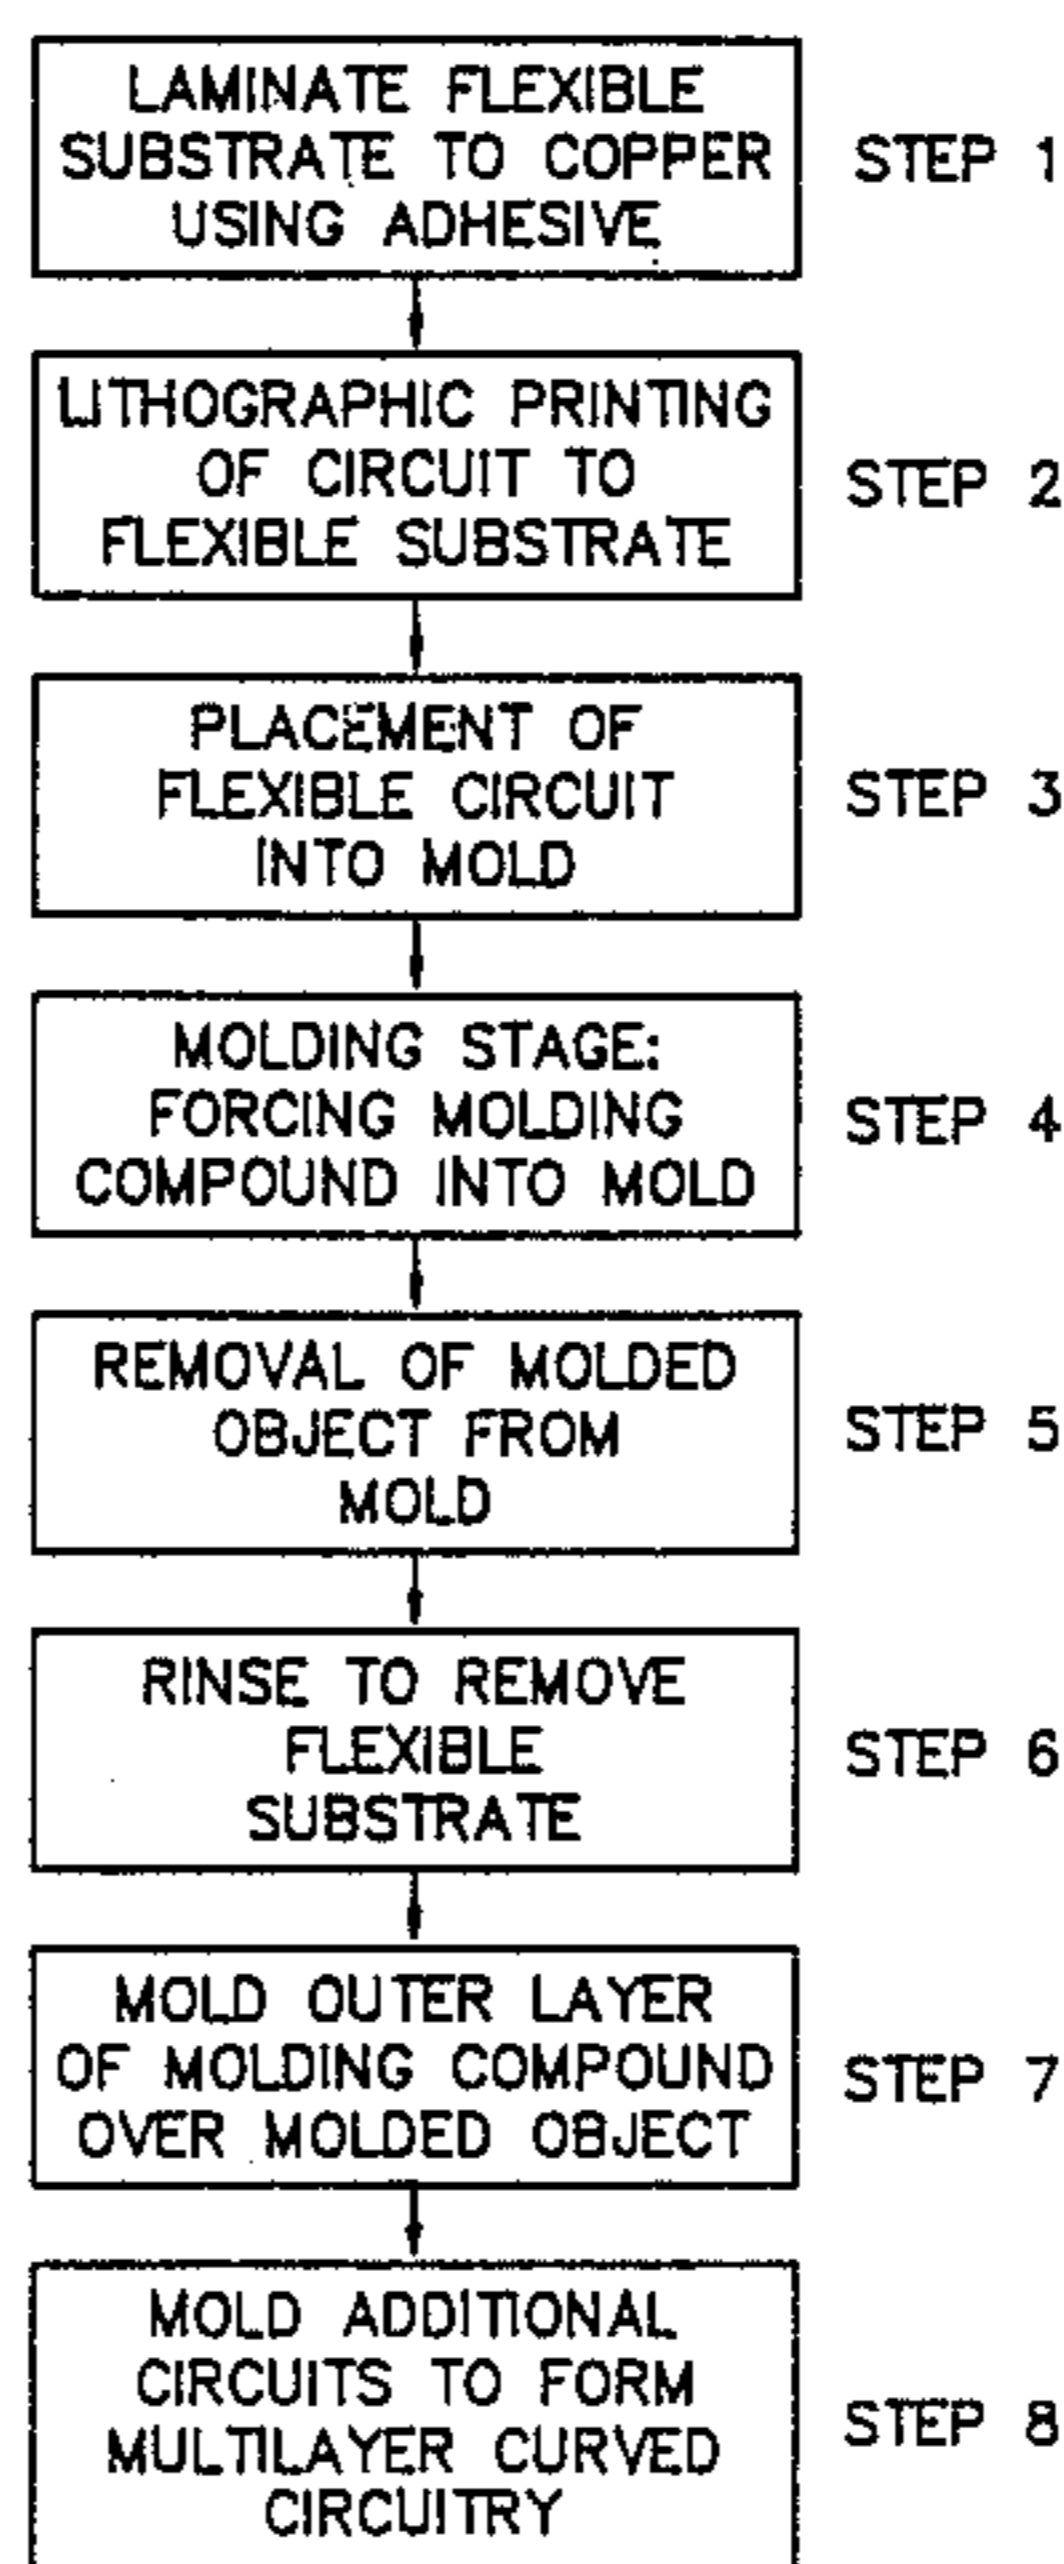 LAMINATE FLEXIBLE
SUBSTRATE TO COPPER
USING ADHESIVE
STEP 1
LITHOGRAPHIC PRINTING
OF CIRCUIT TO
FLEXIBLE SUBSTRATE
STEP 2
PLACEMENT OF
FLEXIBLE CIRCUIT
INTO MOLD
STEP 3
MOLDING STAGE:
FORCING MOLDING
COMPOUND INTO MOLD
STEP 4
REMOVAL OF MOLDED
OBJECT FROM
MOLD
STEP 5
RINSE TO REMOVE
FLEXIBLE
SUBSTRATE
STEP 6
MOLD OUTER LAYER
OF MOLDING COMPOUND
OVER MOLDED OBJECT
STEP 7
MOLD ADDITIONAL
CIRCUITS TO FORM
MULTILAYER CURVED
CIRCUITRY
STEP 8